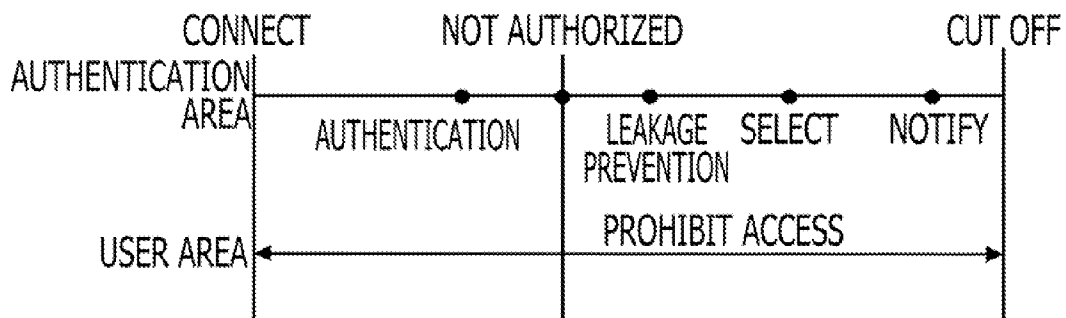 CONNECT
NOT AUTHORIZED
CUT OFF
AUTHENTICATION
AREA
AUTHENTICATION
LEAKAGE
PREVENTION
SELECT
NOTIFY
USER AREA
PROHIBIT ACCESS